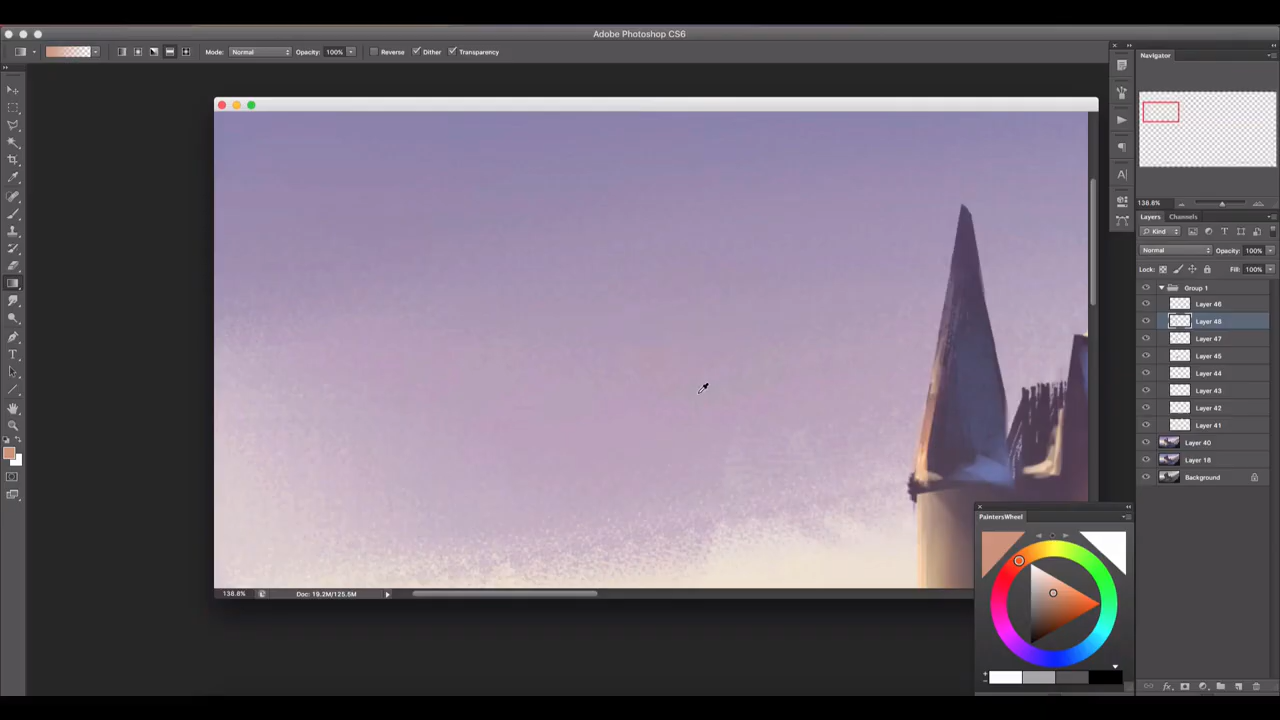 Adobe Photoshop CS6
Mode: Normal Opacity: 100% Reverse Dither Transparency
Navigator
138.8%
Layers Channels
Kind
Normal Opacity: 100%
Lock: Fill: 100%
Group 1
Layer 46
Layer 48
Layer 47
Layer 45
Layer 44
Layer 43
Layer 42
Layer 41
Layer 40
Layer 18
Background
PaintersWheel
138.8% Doc: 19.2M/125.5M